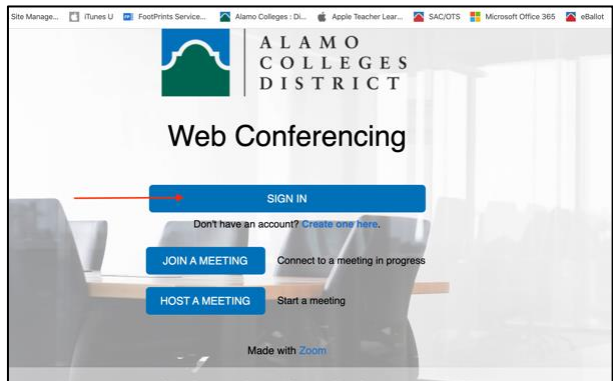 Site Manage... iTunes U FootPrints Service... Alamo Colleges : Di... Apple Teacher Lear... SAC/OTS Microsoft Office 365 eBallot
ALAMO
COLLEGES
DISTRICT
Web Conferencing
SIGN IN
Don't have an account? Create one here.
JOIN A MEETING Connect to a meeting in progress
HOST A MEETING Start a meeting
Made with Zoom